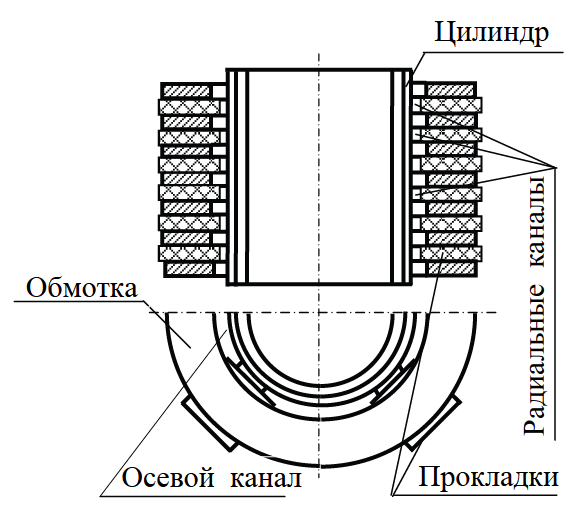 Цилиндр
Радиальные каналы
Обмотка
Осевой канал
Прокладки